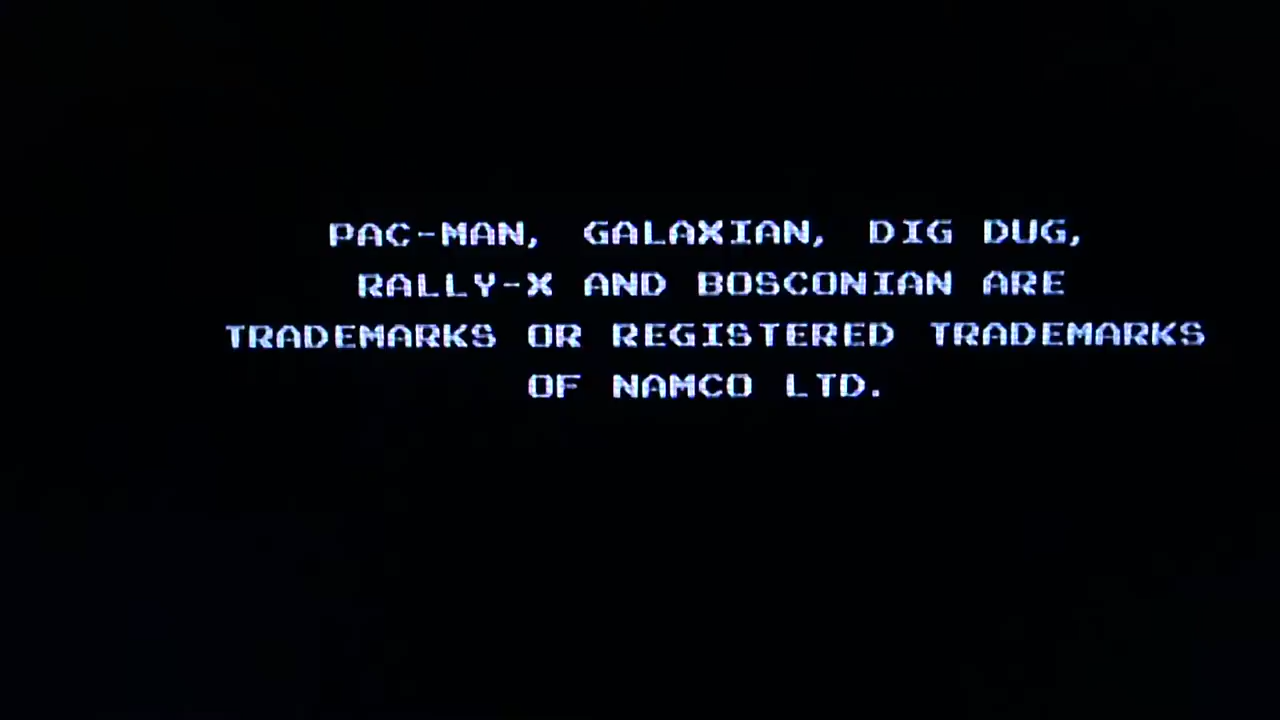 PAC-MAN, GALAXIAN, DIG DUG,
RALLY-X AND BOSCONIAN ARE
TRADEMARKS OR REGISTERED TRADEMARKS
OF NAMCO LTD.